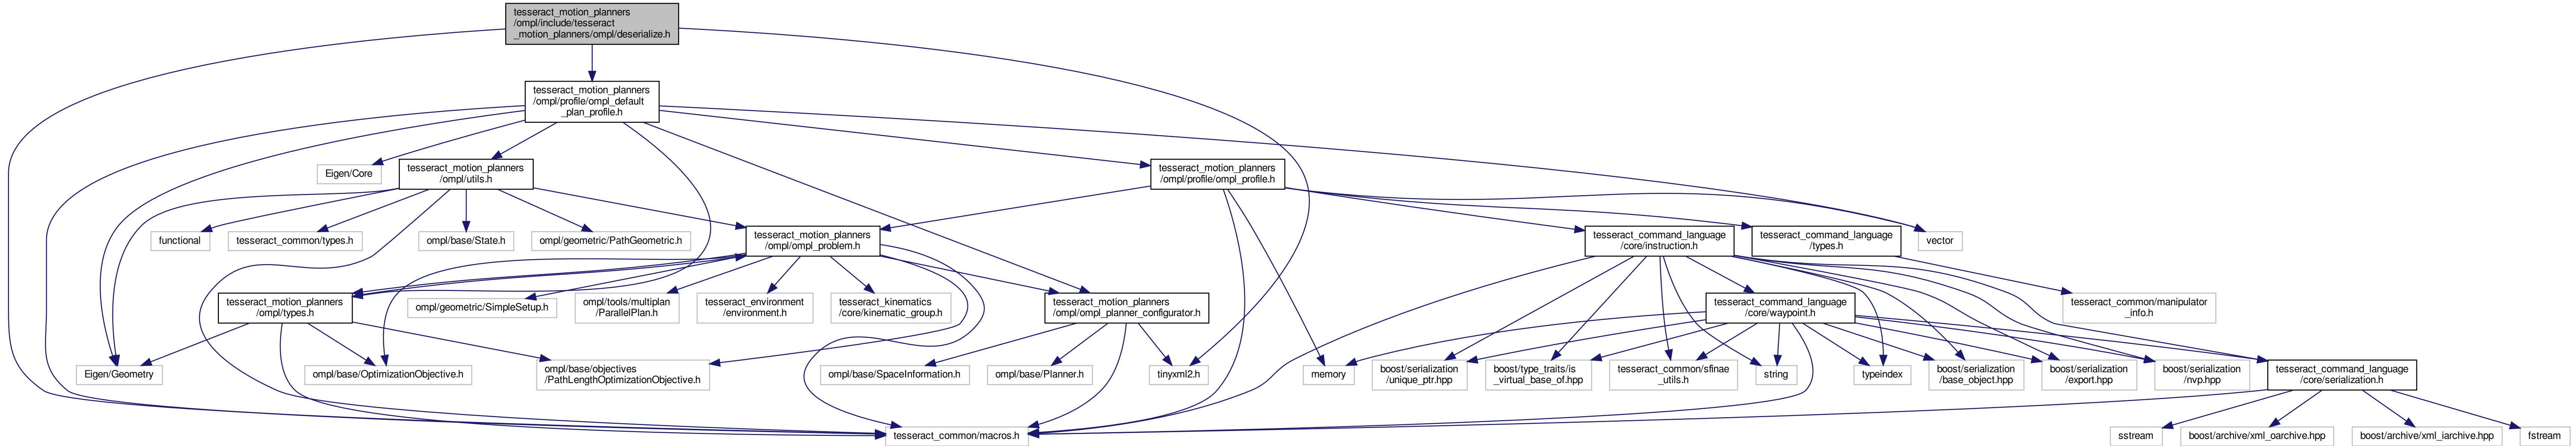 tesseract_motion_planners
/ompl/include/tesseract
_motion_planners/ompl/deserialize.h
tesseract_motion_planners
/ompl/profile/ompl_default
_plan_profile.h
Eigen/Core
tesseract_motion_planners
/ompl/utils.h
tesseract_motion_planners
/ompl/profile/ompl_profile.h
functional
tesseract_common/types.h
ompl/base/State.h
ompl/geometric/PathGeometric.h
tesseract_motion_planners
/ompl/ompl_problem.h
tesseract_command_language
/core/instruction.h
tesseract_command_language
/types.h
vector
tesseract_motion_planners
/ompl/types.h
ompl/geometric/SimpleSetup.h
ompl/tools/multiplan
/ParallelPlan.h
tesseract_environment
/environment.h
tesseract_kinematics
/core/kinematic_group.h
tesseract_motion_planners
/ompl/ompl_planner_configurator.h
tesseract_command_language
/core/waypoint.h
tesseract_common/manipulator
_info.h
Eigen/Geometry
ompl/base/OptimizationObjective.h
ompl/base/objectives
/PathLengthOptimizationObjective.h
ompl/base/SpaceInformation.h
ompl/base/Planner.h
tinyxml2.h
memory
boost/serialization
/unique_ptr.hpp
boost/type_traits/is
_virtual_base_of.hpp
tesseract_common/sfinae
_utils.h
string
typeindex
boost/serialization
/base_object.hpp
boost/serialization
/export.hpp
boost/serialization
/nvp.hpp
tesseract_command_language
/core/serialization.h
tesseract_common/macros.h
sstream
boost/archive/xml_oarchive.hpp
boost/archive/xml_iarchive.hpp
fstream